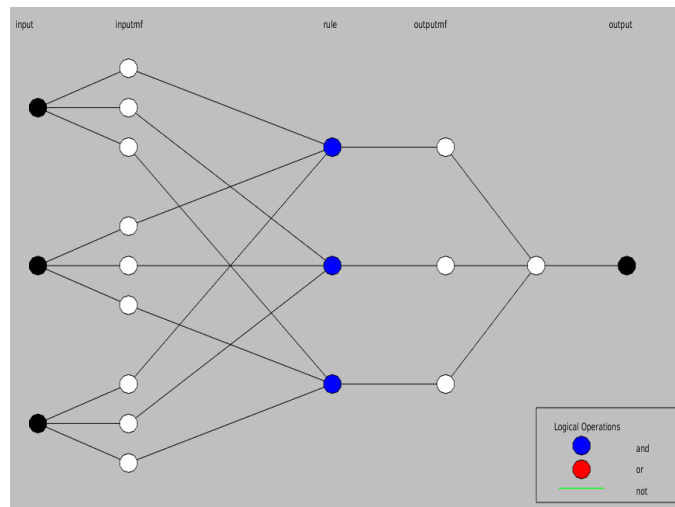 input inputmf rule outputmf output
Logical Operations
and
or
not